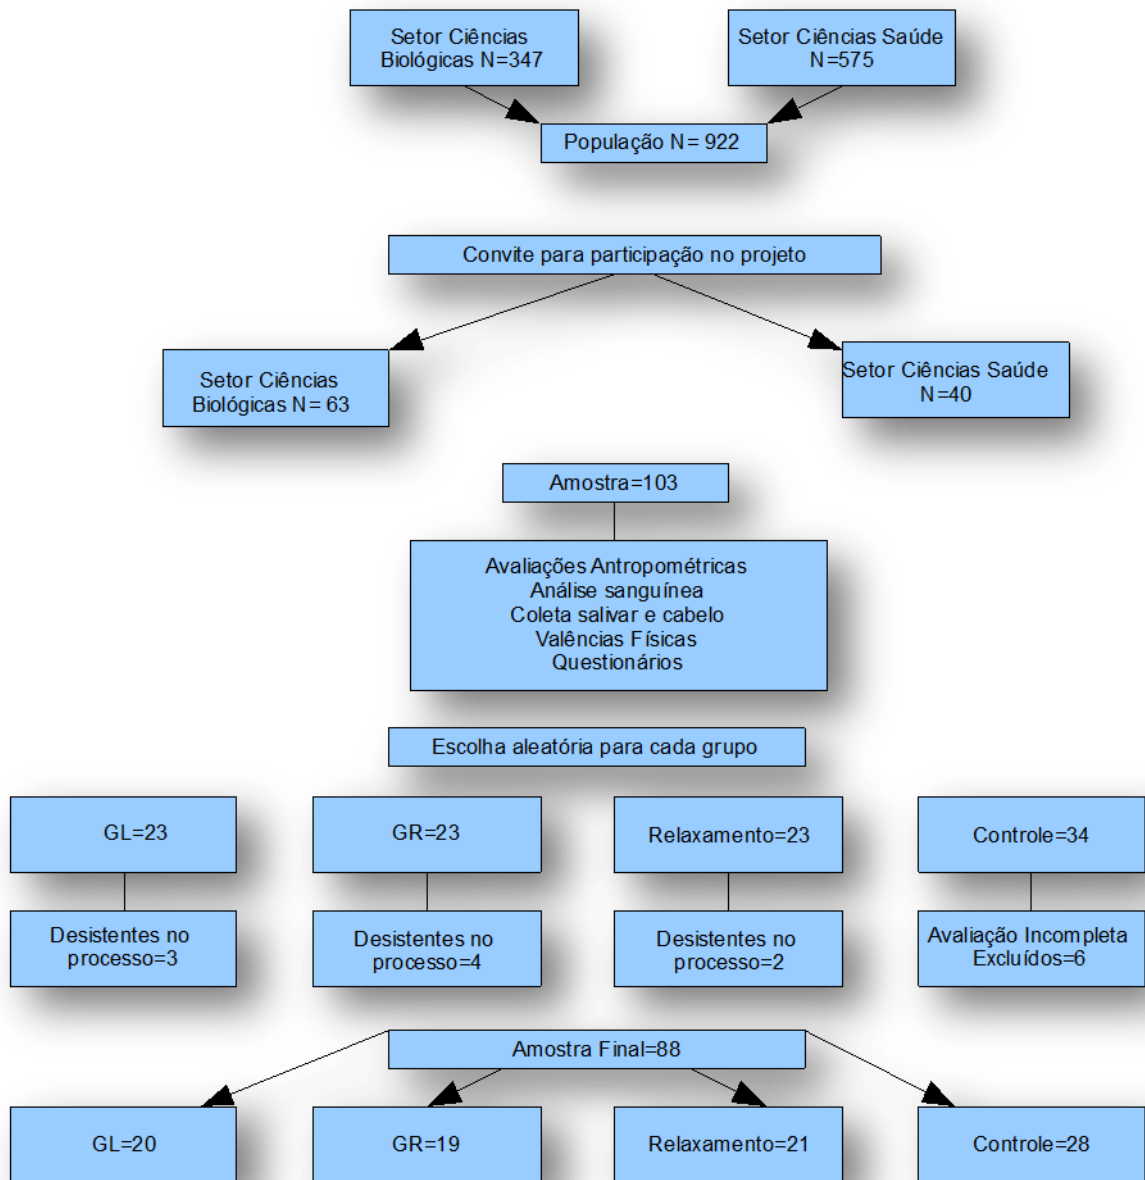 Setor Ciências
Biológicas N=347
Setor Ciências Saúde
N=575
População N= 922
Convite para participação no projeto
Setor Ciências
Biológicas N= 63
Setor Ciências Saúde
N=40
Amostra=103
Avaliações Antropométricas
Análise sanguínea
Coleta salivar e cabelo
Valências Físicas
Questionários
Escolha aleatória para cada grupo
GL=23
GR=23
Relaxamento=23
Controle=34
Desistentes no
processo=3
Desistentes no
processo=4
Desistentes no
processo=2
Avaliação Incompleta
Excluídos=6
Amostra Final=88
GL=20
GR=19
Relaxamento=21
Controle=28